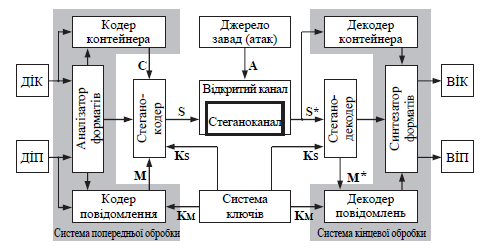 Кодер
контейнера
Джерело
завад (атак)
Декодер
контейнера
ДІК
С
А
ВІК
Аналізатор
форматів
Стегано-
кодер
S
Відкритий канал
Стеганоканал
S*
Стегано-
декодер
Синтезатор
форматів
ДІП
Ks
Ks
ВІП
М
М*
Кодер
повідомлення
Км
Система
ключів
Км
Декодер
повідомлень
Система попередньої обробки
Система кінцевої обробки